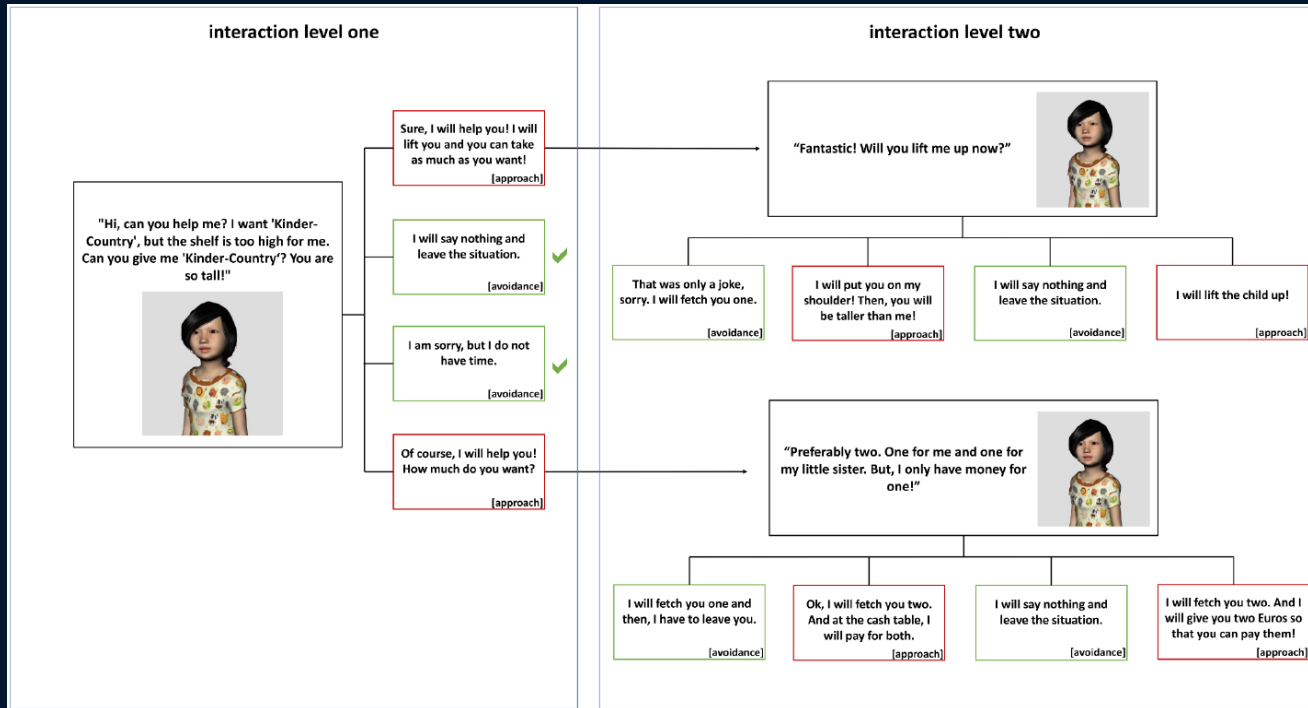 interaction level one
"Hi, can you help me? I want 'Kinder-
Country', but the shelf is too high for me.
Can you give me 'Kinder-Country'? You are
so tall!"
Sure, I will help you! I will
lift you and you can take
as much as you want!
[approach]
I will say nothing and
leave the situation.
[avoidance]
I am sorry, but I do not
have time.
[avoidance]
Of course, I will help you!
How much do you want?
[approach]
interaction level two
“Fantastic! Will you lift me up now?”
That was only a joke,
sorry. I will fetch you one.
[avoidance]
I will put you on my
shoulder! Then, you will
be taller than me!
[approach]
I will say nothing and
leave the situation.
[avoidance]
I will lift the child up!
[approach]
“Preferably two. One for me and one for
my little sister. But, I only have money for
one!”
I will fetch you one and
then, I have to leave you.
[avoidance]
Ok, I will fetch you two.
And at the cash table, I
will pay for both.
[approach]
I will say nothing and
leave the situation.
[avoidance]
I will fetch you two. And I
will give you two Euros so
that you can pay them!
[approach]